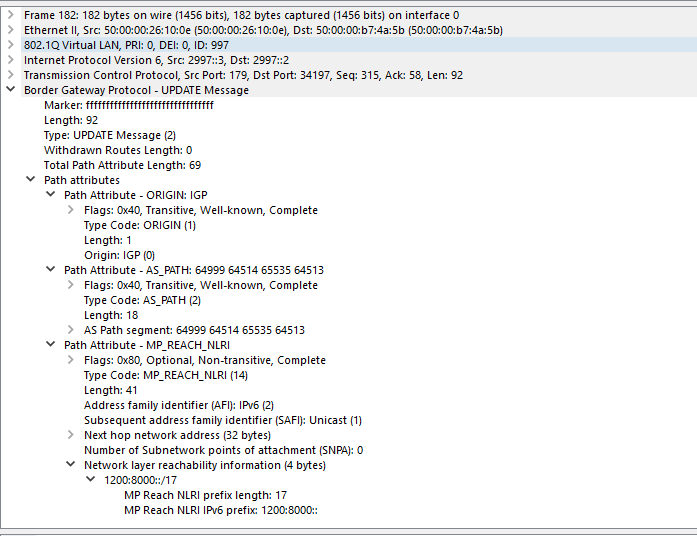 Frame 182: 182 bytes on wire (1456 bits), 182 bytes captured (1456 bits) on interface 0
Ethernet II, Src: 50:00:00:26:10:0e (50:00:00:26:10:0e), Dst: 50:00:00:b7:4a:5b (50:00:00:b7:4a:5b)
802.1Q Virtual LAN, PRI: 0, DEI: 0, ID: 997
Internet Protocol Version 6, Src: 2997::3, Dst: 2997::2
Transmission Control Protocol, Src Port: 179, Dst Port: 34197, Seq: 315, Ack: 58, Len: 92
Border Gateway Protocol - UPDATE Message
Marker: ffffffffffffffffffffffffffffffff
Length: 92
Type: UPDATE Message (2)
Withdrawn Routes Length: 0
Total Path Attribute Length: 69
Path attributes
Path Attribute - ORIGIN: IGP
Flags: 0x40, Transitive, Well-known, Complete
Type Code: ORIGIN (1)
Length: 1
Origin: IGP (0)
Path Attribute - AS_PATH: 64999 64514 65535 64513
Flags: 0x40, Transitive, Well-known, Complete
Type Code: AS_PATH (2)
Length: 18
AS Path segment: 64999 64514 65535 64513
Path Attribute - MP_REACH_NLRI
Flags: 0x80, Optional, Non-transitive, Complete
Type Code: MP_REACH_NLRI (14)
Length: 41
Address family identifier (AFI): IPv6 (2)
Subsequent address family identifier (SAFI): Unicast (1)
Next hop network address (32 bytes)
Number of Subnetwork points of attachment (SNPA): 0
Network layer reachability information (4 bytes)
1200:8000::/17
MP Reach NLRI prefix length: 17
MP Reach NLRI IPv6 prefix: 1200:8000::